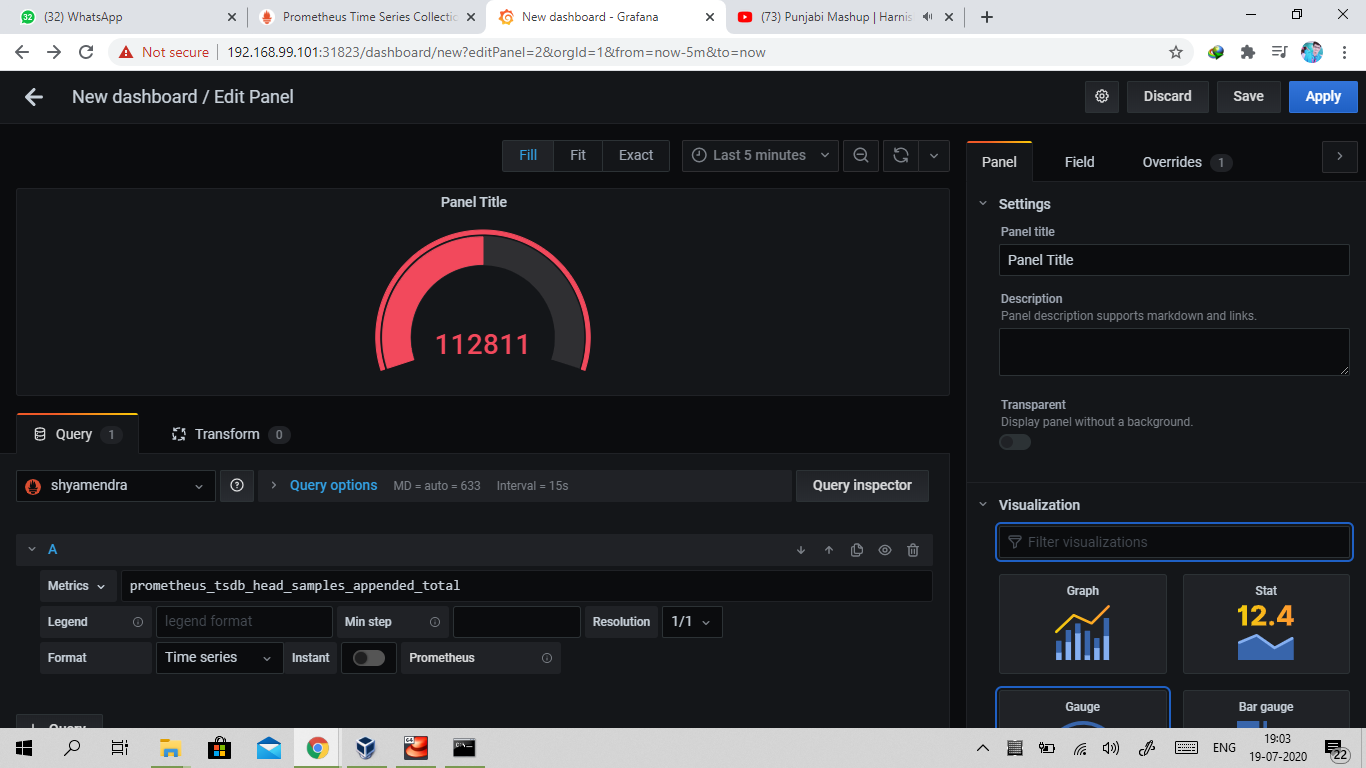 32
(32) WhatsApp
Prometheus Time Series Collectio
New dashboard - Grafana
(73) Punjabi Mashup | Harnis
Not secure
192.168.99.101:31823/dashboard/new?editPanel=2&orgId=1&from=now-5m&to=now
New dashboard / Edit Panel
Discard
Save
Apply
Fill
Fit
Exact
Last 5 minutes
Panel
Field
Overrides 1
Panel Title
112811
Settings
Panel title
Panel Title
Description
Panel description supports markdown and links.
Transparent
Display panel without a background.
Query 1
Transform 0
shyamendra
Query options
MD = auto = 633
Interval = 15s
Query inspector
A
Metrics
prometheus_tsdb_head_samples_appended_total
Legend
legend format
Min step
Resolution
1/1
Format
Time series
Instant
Prometheus
+ Query
Visualization
Filter visualizations
Graph
Stat
12.4
Gauge
Bar gauge
ENG
19:03
19-07-2020
22